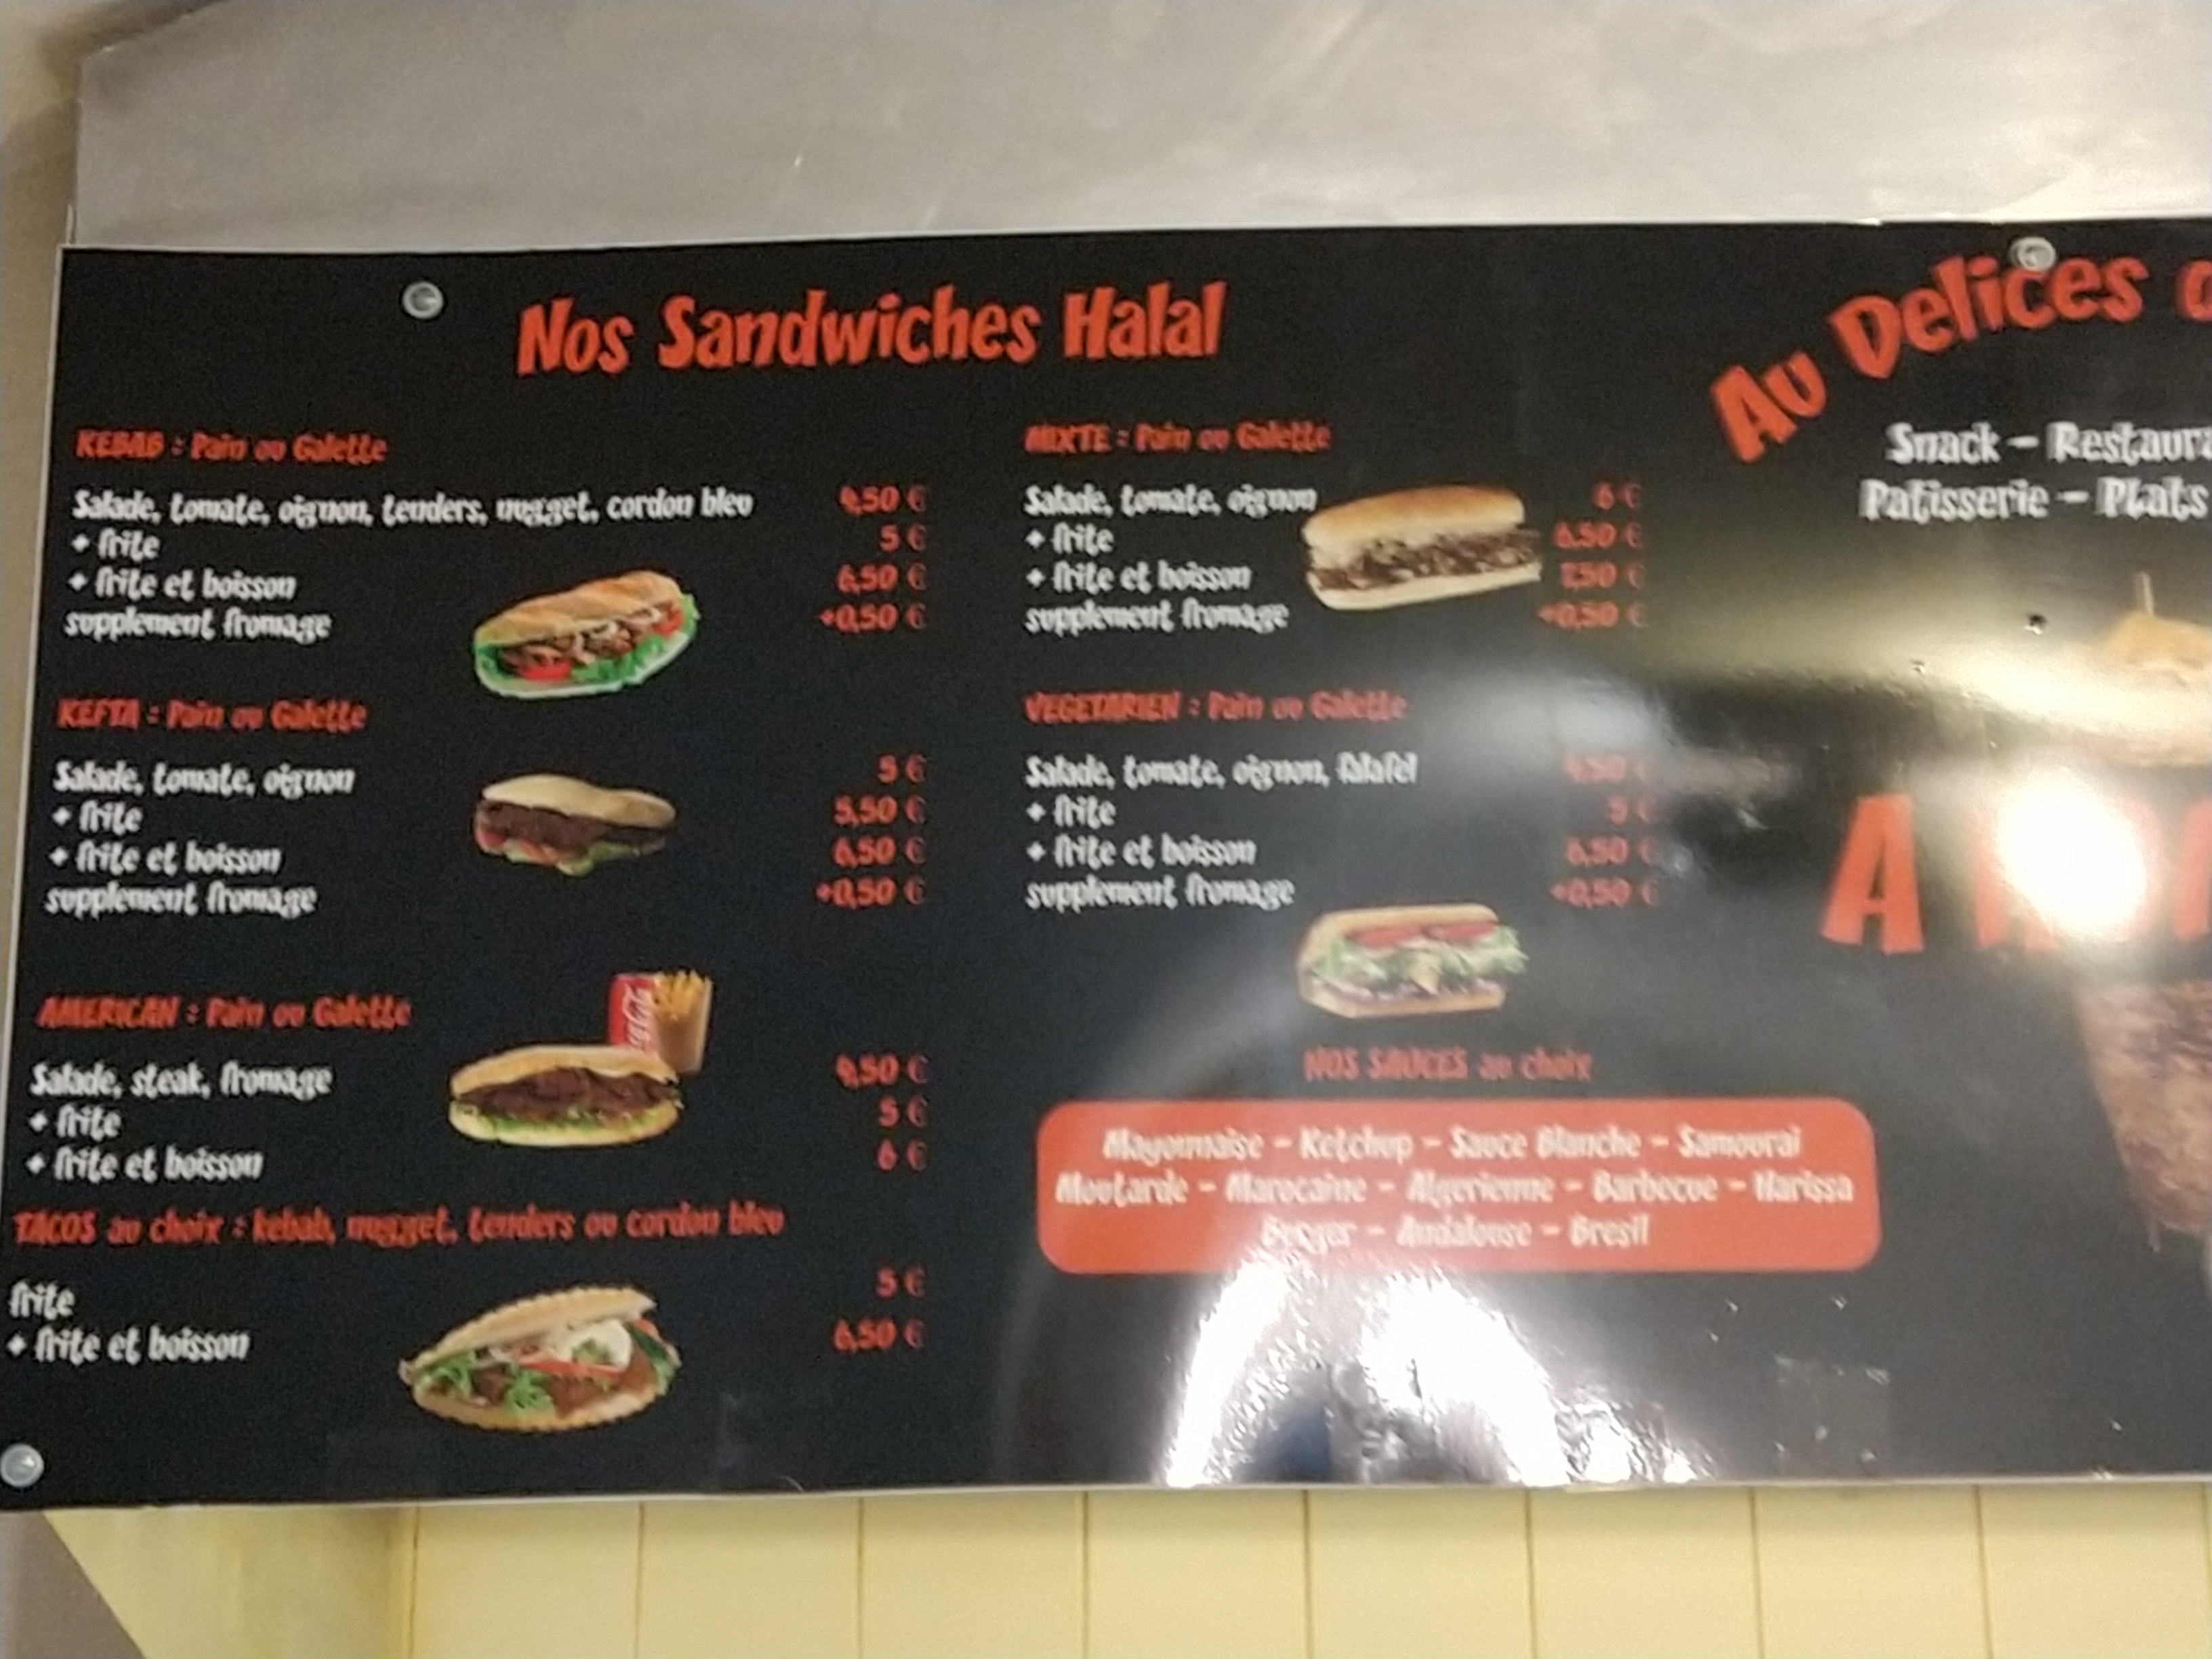 Nos Sandwiches Halal
KEBAB : Pain ou Galette
Salade, tomate, oignon, tenders, nugget, cordon bleu 4,50 €
+ frite 5 €
+ frite et boisson 6,50 €
supplement fromage +0,50 €
KEFTA : Pain ou Galette
Salade, tomate, oignon 5 €
+ frite 5,50 €
+ frite et boisson 6,50 €
supplement fromage +0,50 €
AMERICAN : Pain ou Galette
Salade, steak, fromage 4,50 €
+ frite 5 €
+ frite et boisson 6 €
TACOS au choix : kebab, nugget, tenders ou cordon bleu
frite 5 €
+ frite et boisson 6,50 €
MIXTE : Pain ou Galette
Salade, tomate, oignon 6 €
+ frite 6,50 €
+ frite et boisson 7,50 €
supplement fromage +0,50 €
VEGETARIEN : Pain ou Galette
Salade, tomate, oignon, falafel 4,50 €
+ frite 5 €
+ frite et boisson 6,50 €
supplement fromage +0,50 €
NOS SAUCES au choix
Mayonnaise - Ketchup - Sauce Blanche - Samourai
Moutarde - Marocaine - Algerienne - Barbecue - Harissa
Burger - Andalouse - Bresil
Au Delices
Snack -
Patisserie - Plats
A